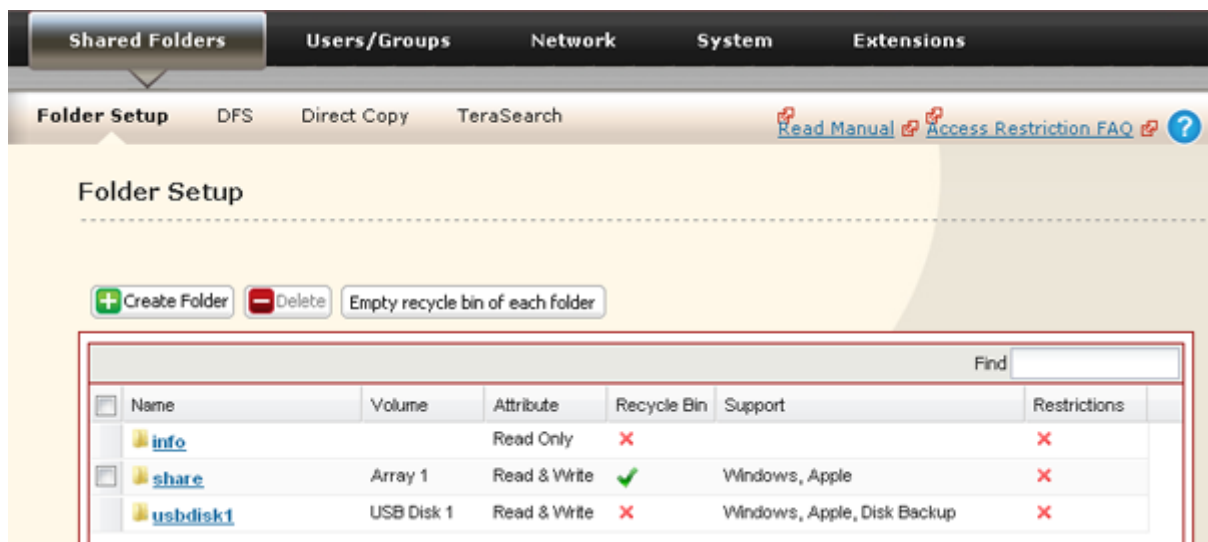 Shared Folders Users/Groups Network System Extensions
Folder Setup DFS Direct Copy TeraSearch Read Manual Access Restriction FAQ ?
Folder Setup
Create Folder Delete Empty recycle bin of each folder
Find
Name Volume Attribute Recycle Bin Support Restrictions
info Read Only
share Array 1 Read & Write Windows, Apple
usbdisk1 USB Disk 1 Read & Write Windows, Apple, Disk Backup